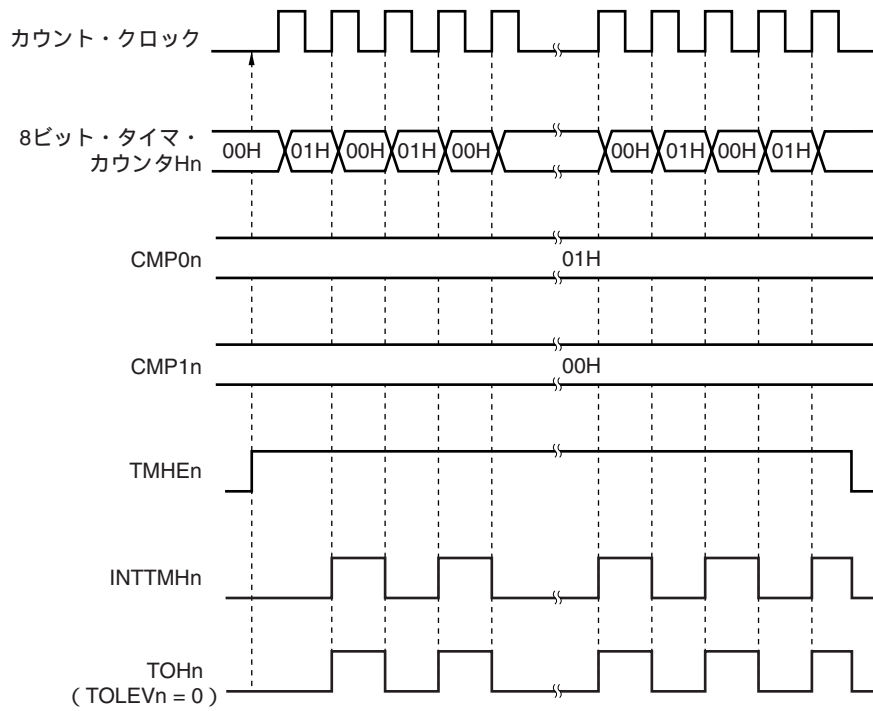 カウント・クロック
8ビット・タイマ・
カウンタHn
00H 01H 00H 01H 00H 00H 01H 00H 01H
CMP0n
01H
CMP1n
00H
TMHEn
INTTMHn
TOHn
( TOLEVn = 0 )